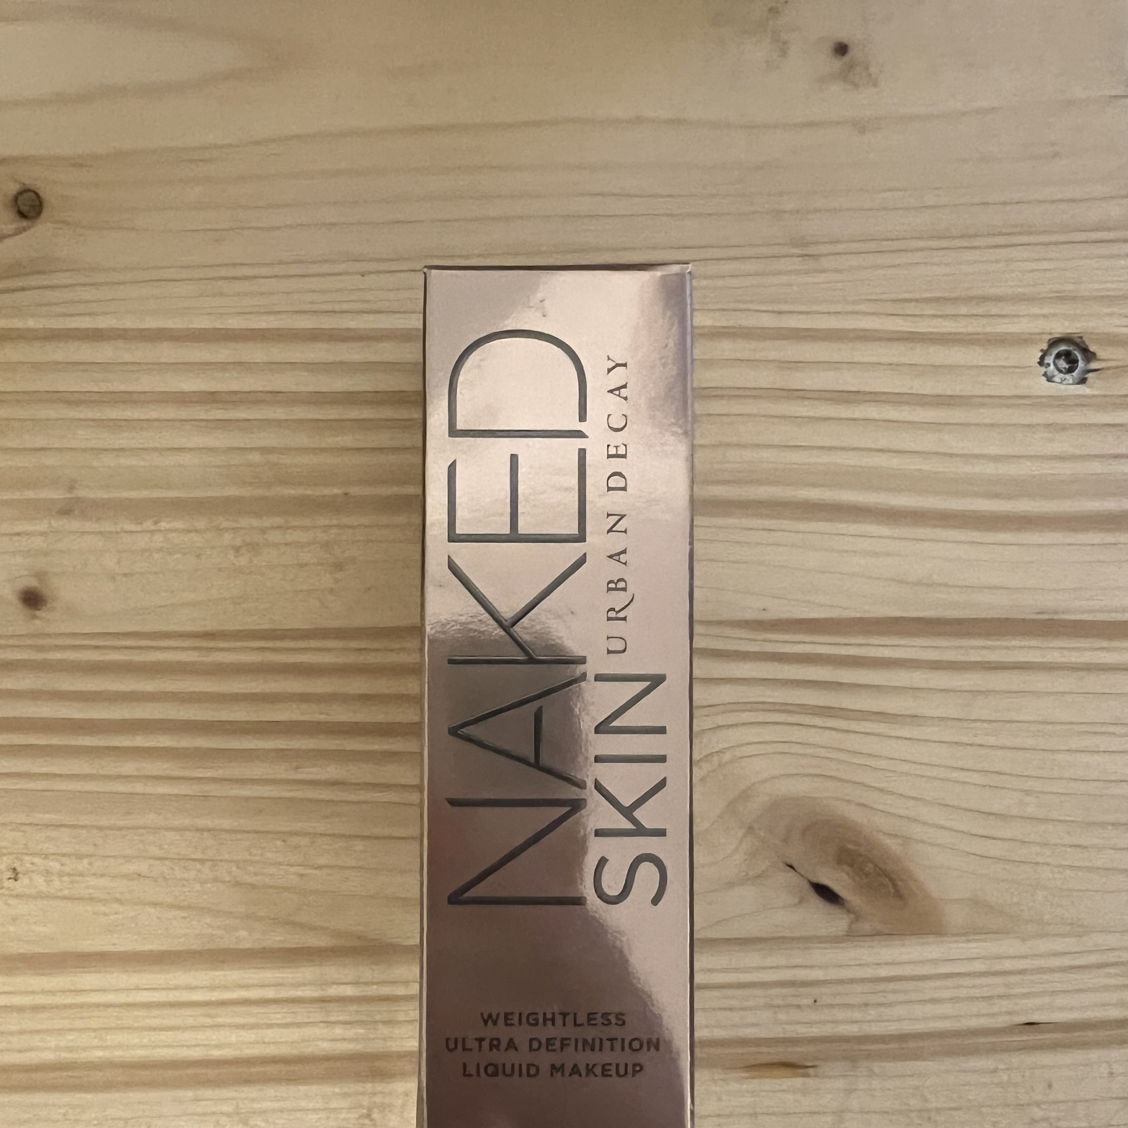 NAKED
SKIN URBAN DECAY
WEIGHTLESS
ULTRA DEFINITION
LIQUID MAKEUP